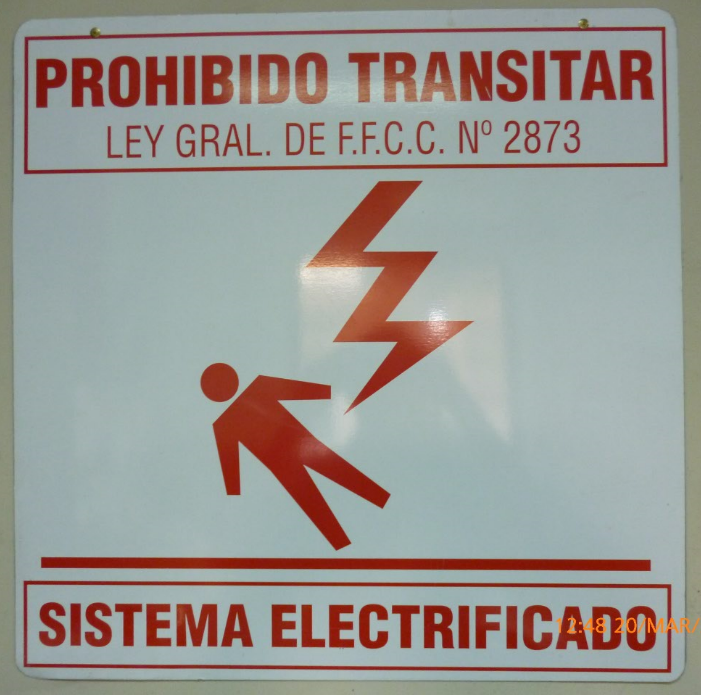 PROHIBIDO TRANSITAR
LEY GRAL. DE F.F.C.C. Nº 2873
SISTEMA ELECTRIFICADO
12:48 20/MAR/